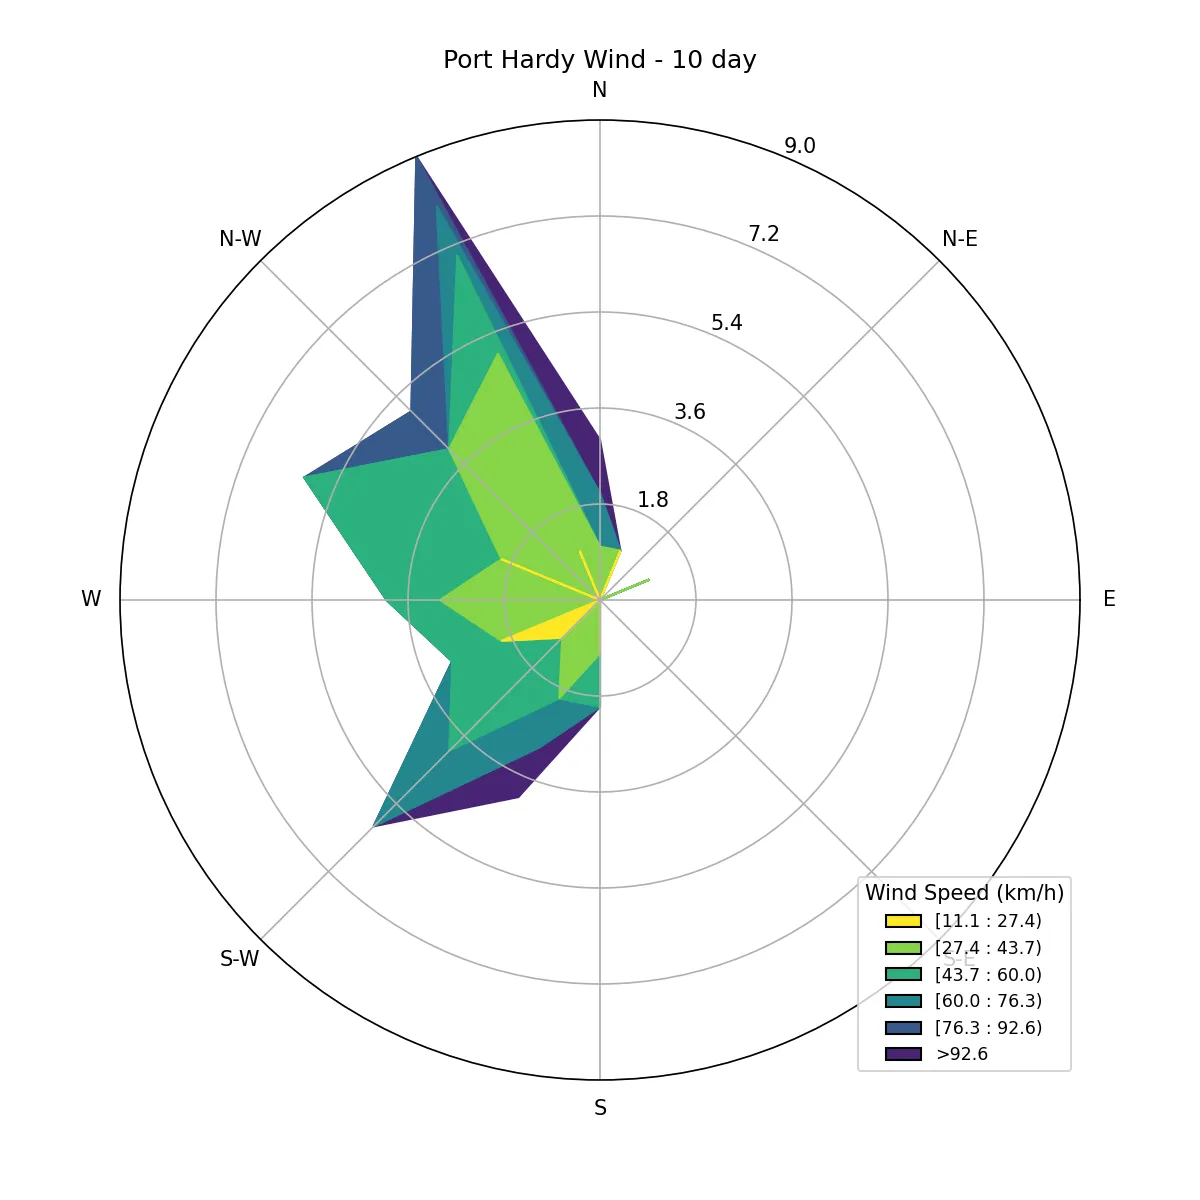 Port Hardy Wind - 10 day
N
9.0
N-W
7.2
N-E
5.4
3.6
1.8
W
E
S-W
S-E
S
Wind Speed (km/h)
[11.1 : 27.4)
[27.4 : 43.7)
[43.7 : 60.0)
[60.0 : 76.3)
[76.3 : 92.6)
>92.6